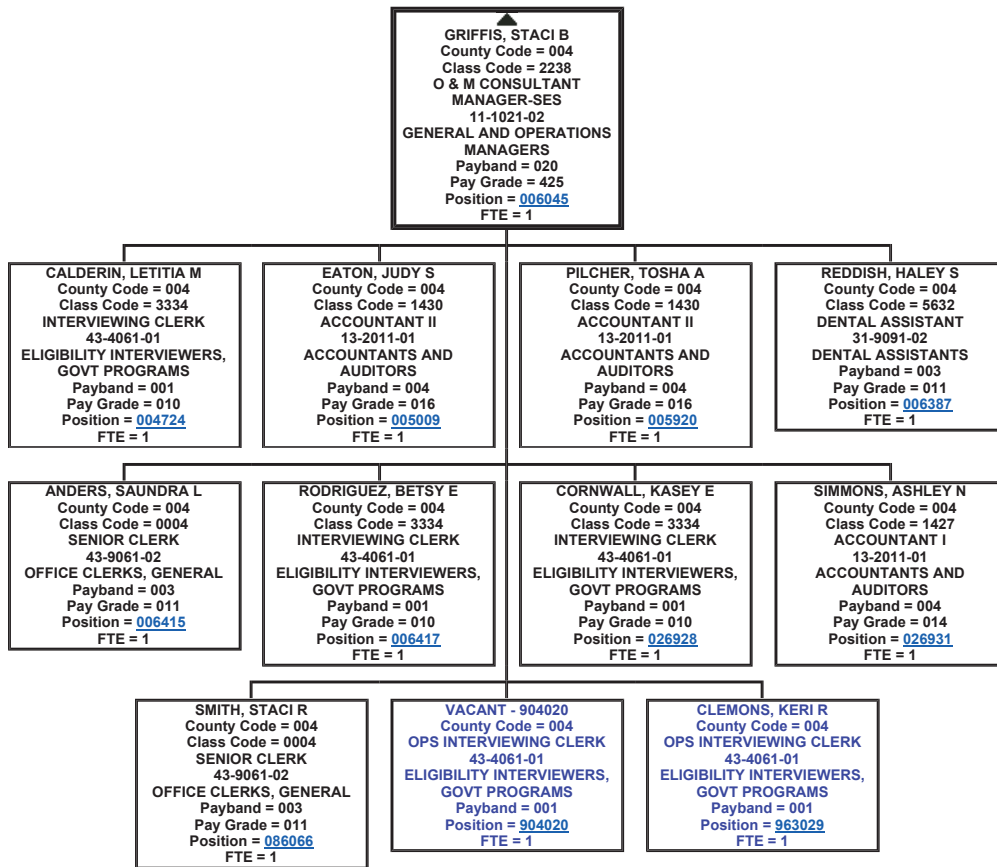 GRIFFIS, STACI B
County Code = 004
Class Code = 2238
O & M CONSULTANT
MANAGER-SES
11-1021-02
GENERAL AND OPERATIONS
MANAGERS
Payband = 020
Pay Grade = 425
Position = 006045
FTE = 1
CALDERIN, LETITIA M
County Code = 004
Class Code = 3334
INTERVIEWING CLERK
43-4061-01
ELIGIBILITY INTERVIEWERS,
GOVT PROGRAMS
Payband = 001
Pay Grade = 010
Position = 004724
FTE = 1
EATON, JUDY S
County Code = 004
Class Code = 1430
ACCOUNTANT II
13-2011-01
ACCOUNTANTS AND
AUDITORS
Payband = 004
Pay Grade = 016
Position = 005009
FTE = 1
PILCHER, TOSHA A
County Code = 004
Class Code = 1430
ACCOUNTANT II
13-2011-01
ACCOUNTANTS AND
AUDITORS
Payband = 004
Pay Grade = 016
Position = 005920
FTE = 1
REDDISH, HALEY S
County Code = 004
Class Code = 5632
DENTAL ASSISTANT
31-9091-02
DENTAL ASSISTANTS
Payband = 003
Pay Grade = 011
Position = 006387
FTE = 1
ANDERS, SAUNDRA L
County Code = 004
Class Code = 0004
SENIOR CLERK
43-9061-02
OFFICE CLERKS, GENERAL
Payband = 003
Pay Grade = 011
Position = 006415
FTE = 1
RODRIGUEZ, BETSY E
County Code = 004
Class Code = 3334
INTERVIEWING CLERK
43-4061-01
ELIGIBILITY INTERVIEWERS,
GOVT PROGRAMS
Payband = 001
Pay Grade = 010
Position = 006417
FTE = 1
CORNWALL, KASEY E
County Code = 004
Class Code = 3334
INTERVIEWING CLERK
43-4061-01
ELIGIBILITY INTERVIEWERS,
GOVT PROGRAMS
Payband = 001
Pay Grade = 010
Position = 026928
FTE = 1
SIMMONS, ASHLEY N
County Code = 004
Class Code = 1427
ACCOUNTANT I
13-2011-01
ACCOUNTANTS AND
AUDITORS
Payband = 004
Pay Grade = 014
Position = 026931
FTE = 1
SMITH, STACI R
County Code = 004
Class Code = 0004
SENIOR CLERK
43-9061-02
OFFICE CLERKS, GENERAL
Payband = 003
Pay Grade = 011
Position = 086066
FTE = 1
VACANT - 904020
County Code = 004
OPS INTERVIEWING CLERK
43-4061-01
ELIGIBILITY INTERVIEWERS,
GOVT PROGRAMS
Payband = 001
Position = 904020
FTE = 1
CLEMONS, KERI R
County Code = 004
OPS INTERVIEWING CLERK
43-4061-01
ELIGIBILITY INTERVIEWERS,
GOVT PROGRAMS
Payband = 001
Position = 963029
FTE = 1